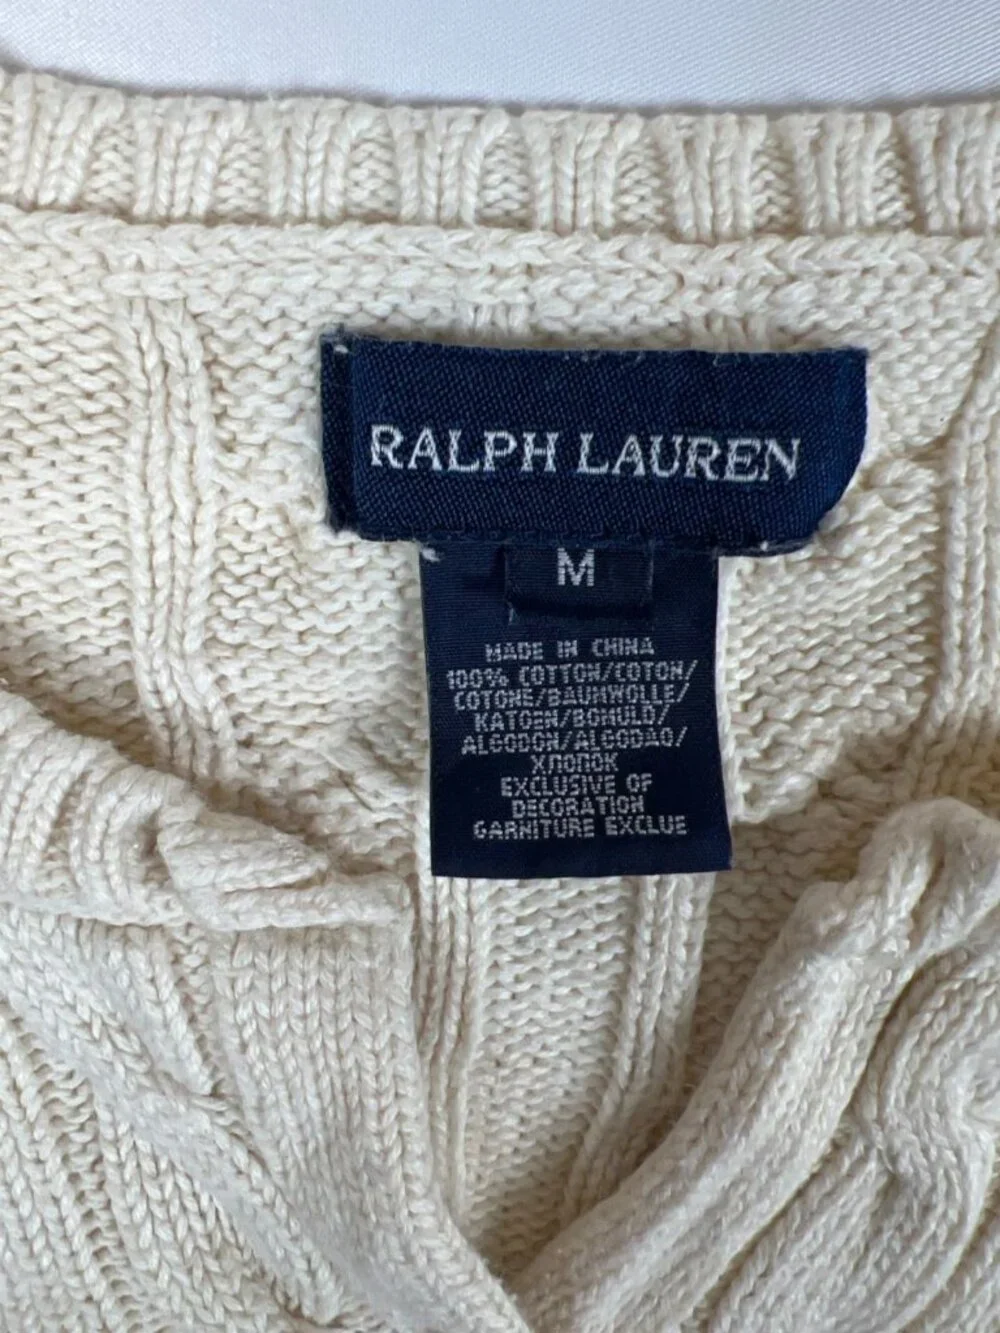 RALPH LAUREN
M
MADE IN CHINA
100% COTTON/COTON/
COTONE/BAUMWOLLE/
KATOEN/BOMULD/
ALGODON/ALGODAO/
ХЛОПОК
EXCLUSIVE OF
DECORATION
GARNITURE EXCLUE